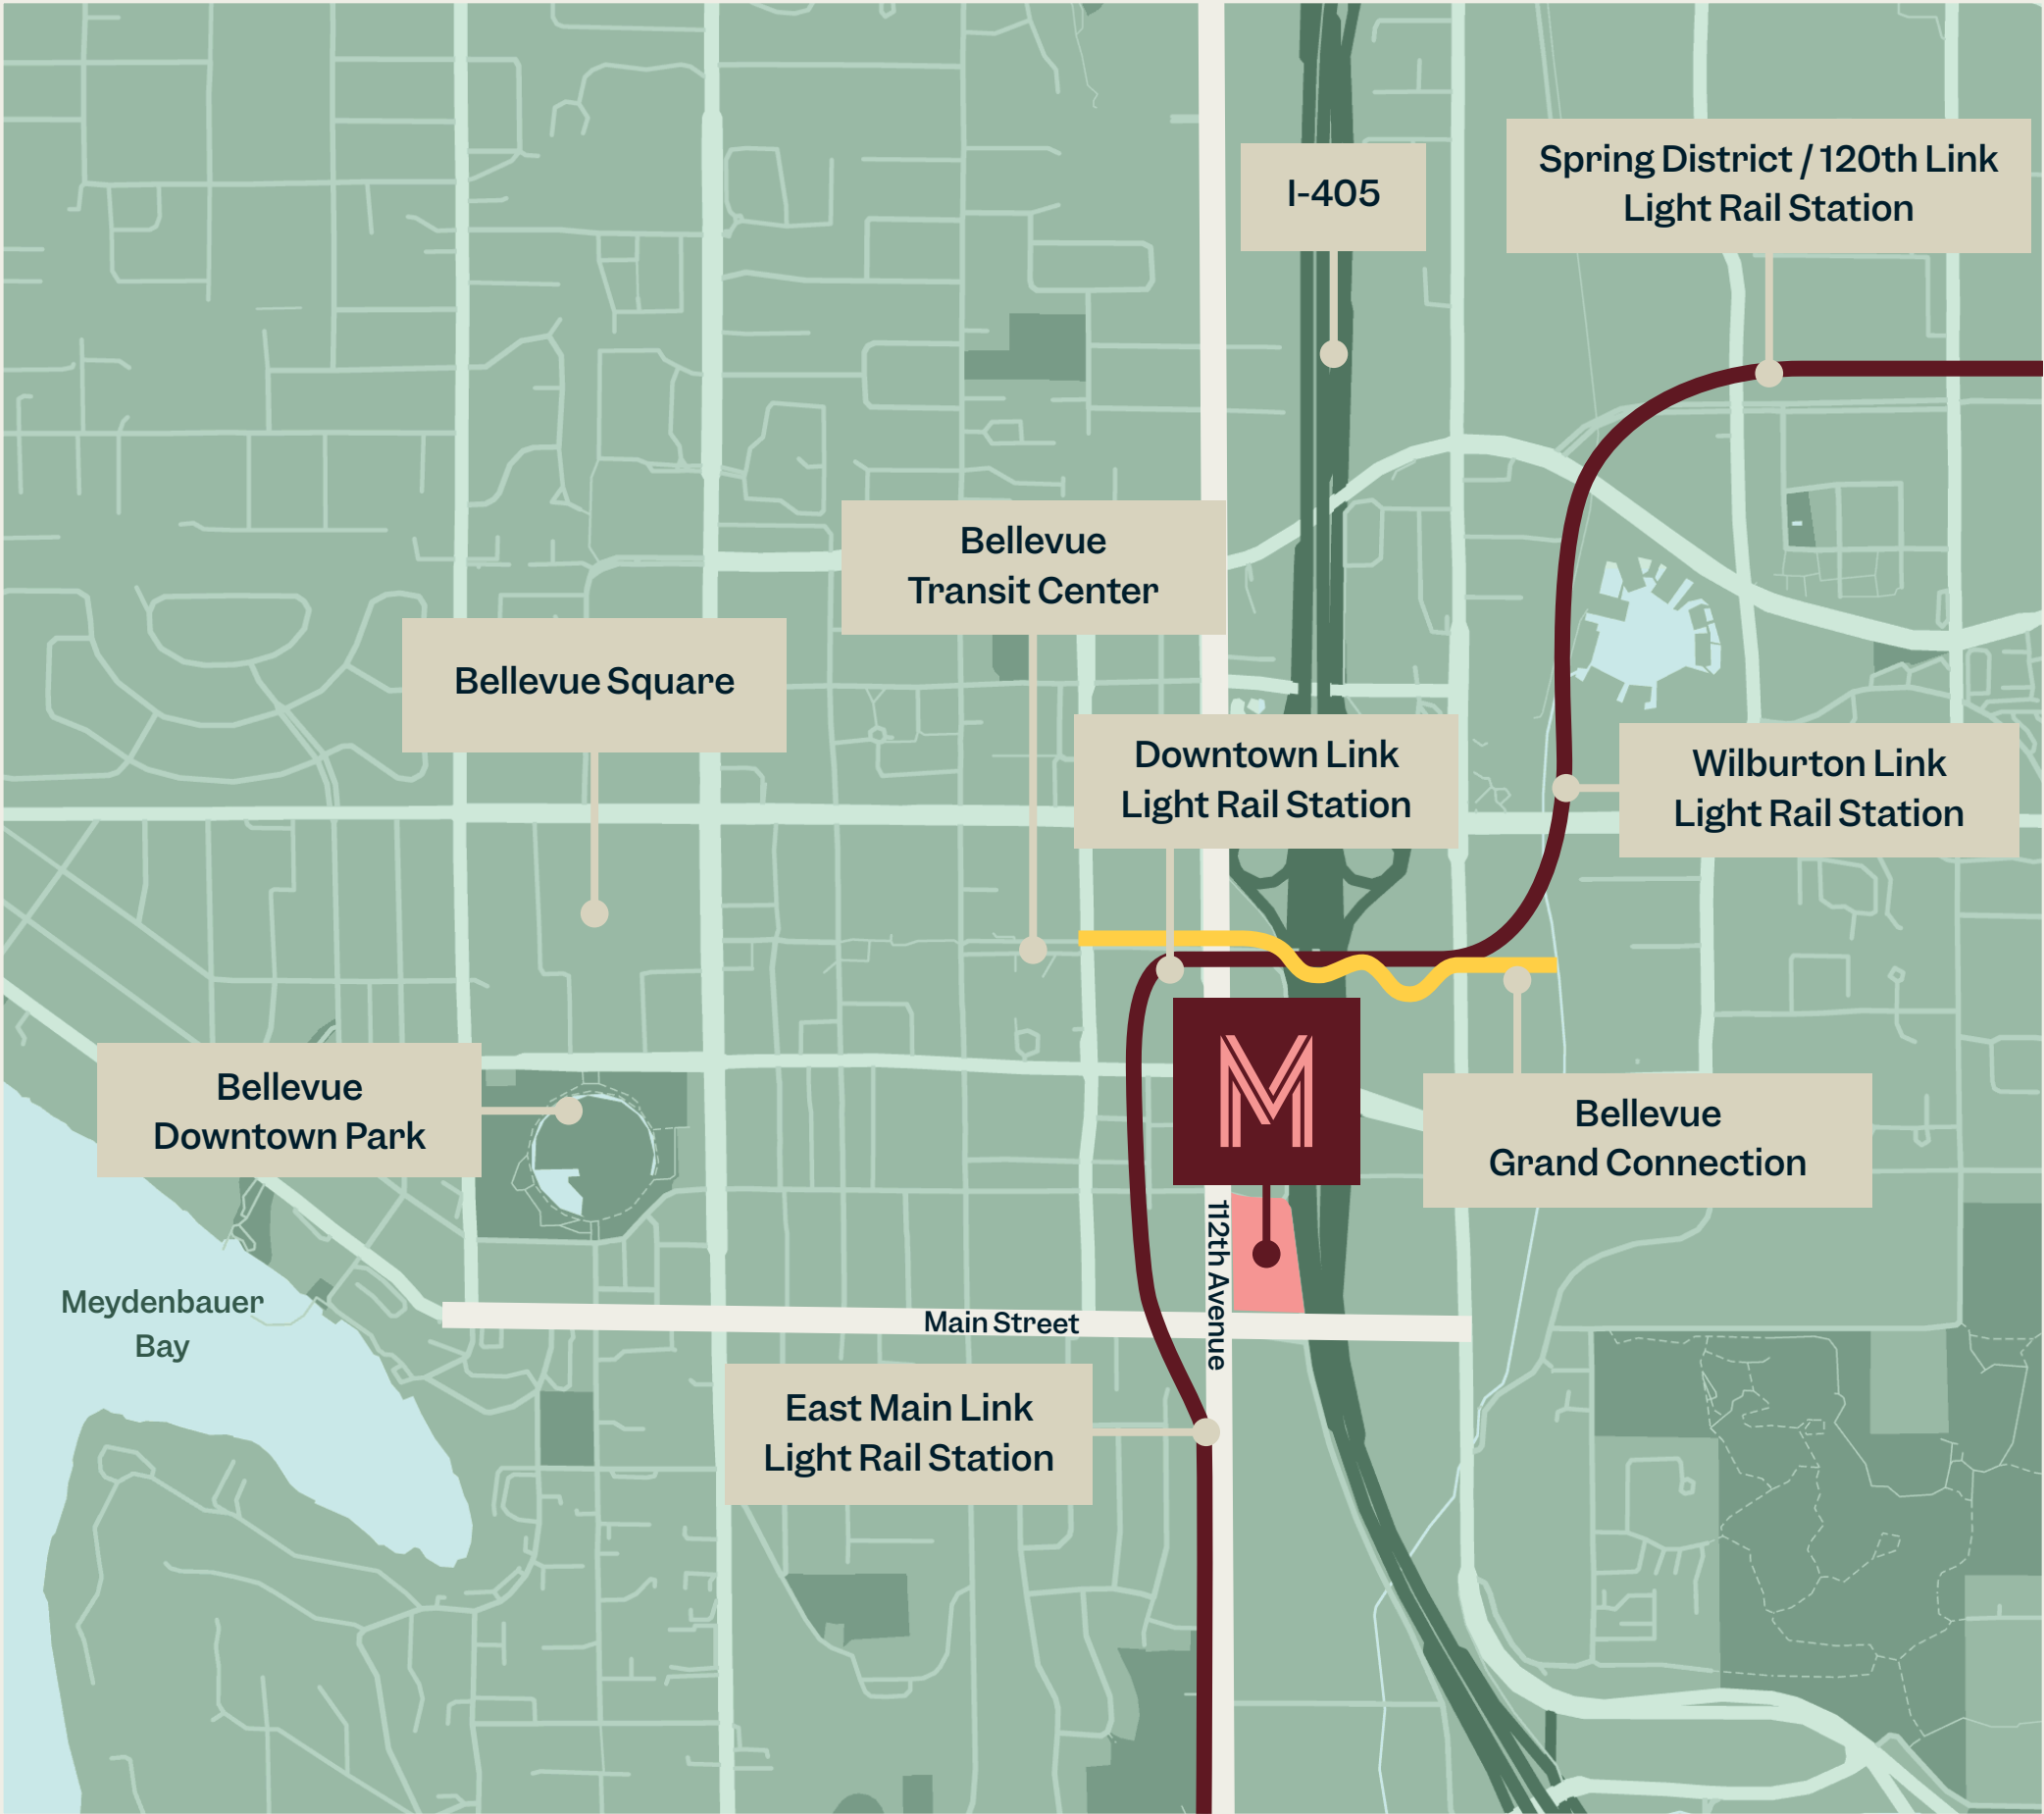 I-405
Spring District / 120th Link
Light Rail Station
Bellevue
Transit Center
Bellevue Square
Downtown Link
Light Rail Station
Wilburton Link
Light Rail Station
Bellevue
Downtown Park
M
Bellevue
Grand Connection
112th Avenue
Meydenbauer
Bay
Main Street
East Main Link
Light Rail Station